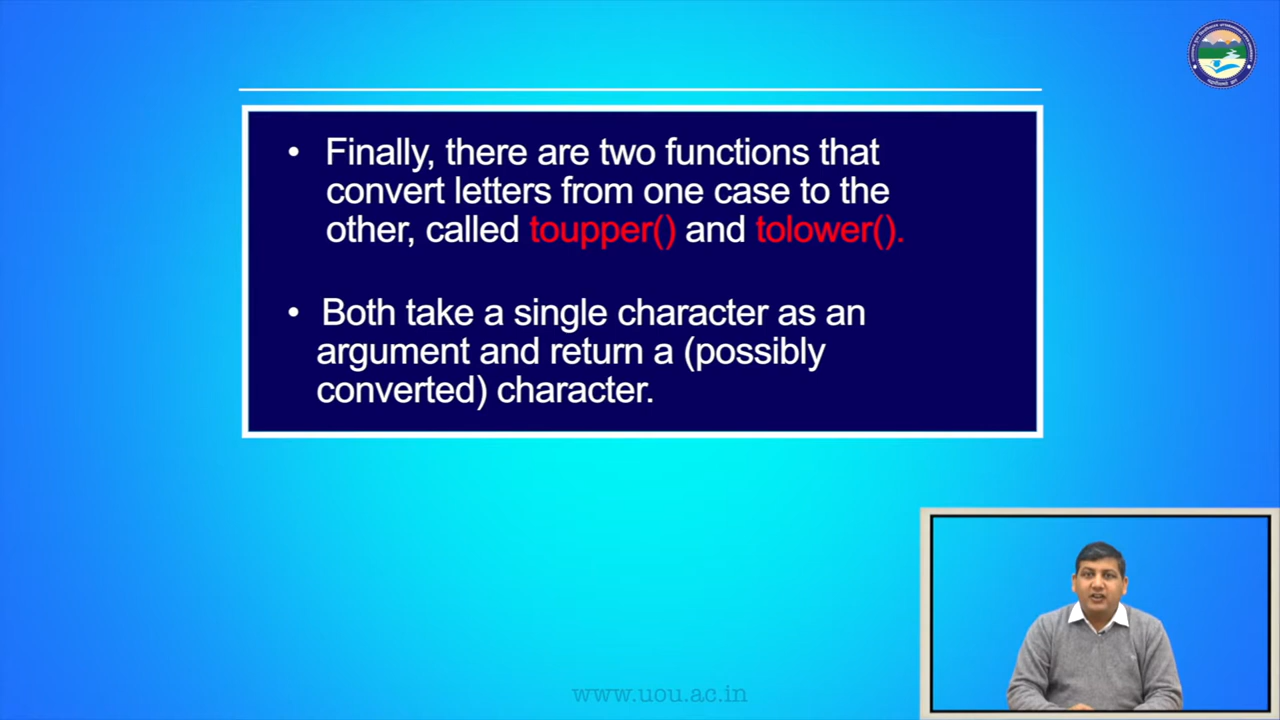 • Finally, there are two functions that
convert letters from one case to the
other, called toupper() and tolower().
• Both take a single character as an
argument and return a (possibly
converted) character.
www.uou.ac.in